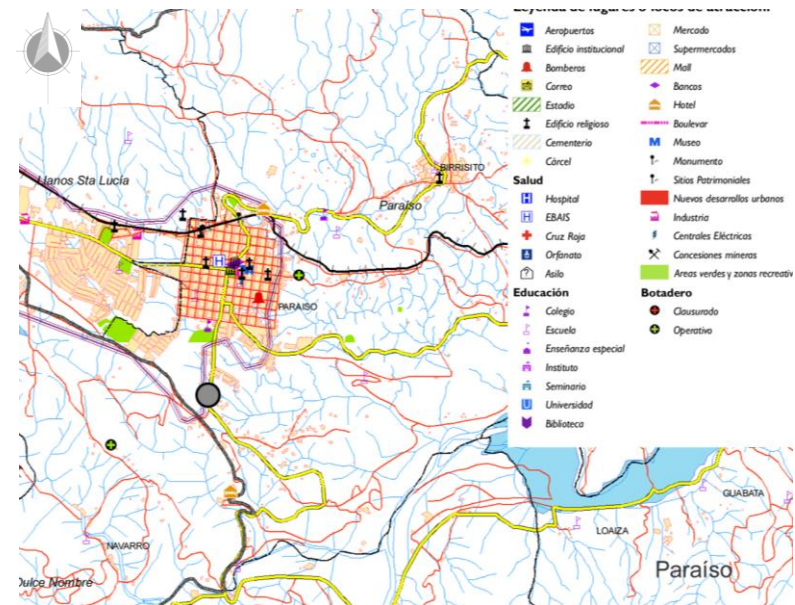 Leyenda de lugares o focos de atracción:
Aeropuertos
Edificio institucional
Bomberos
Correo
Estadio
Edificio religioso
Cementerio
Cárcel
Salud
Hospital
EBAIS
Cruz Roja
Orfanato
Asilo
Educación
Colegio
Escuela
Enseñanza especial
Instituto
Seminario
Universidad
Biblioteca
Mercado
Supermercados
Mall
Bancos
Hotel
Boulevar
Museo
Monumento
Sitios Patrimoniales
Nuevos desarrollos urbanos
Industria
Centrales Eléctricas
Concesiones mineras
Areas verdes y zonas recreativ
Botadero
Clausurado
Operativo
BIRRISITO
Llanos Sta Lucía
Paraíso
H
PARAISO
GUABATA
LOAIZA
NAVARRO
Paraíso
Dulce Nombre